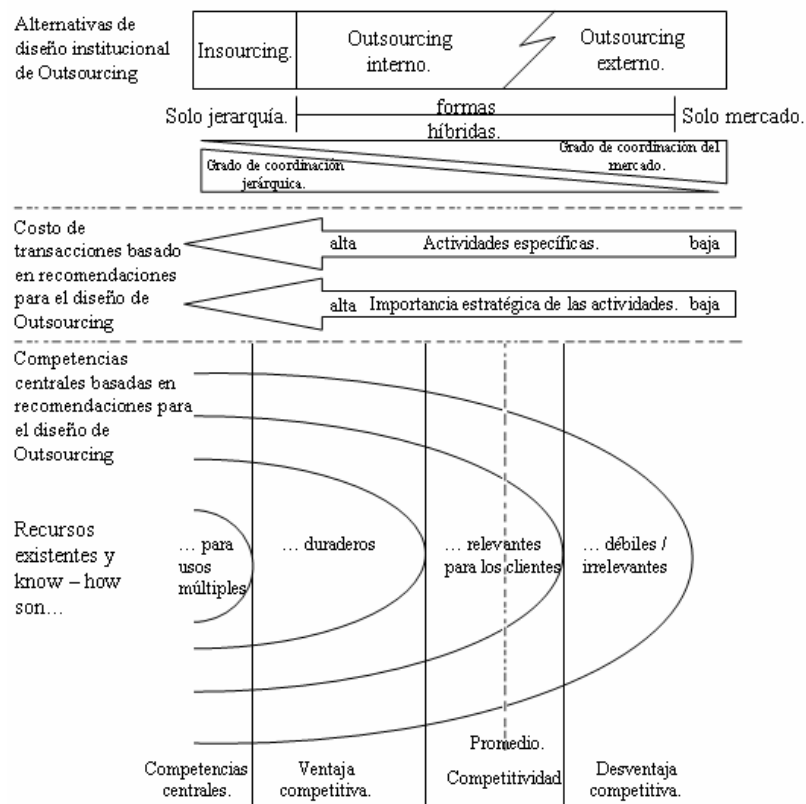 Alternativas de
diseño institucional
de Outsourcing
Insourcing.
Outsourcing
interno.
Outsourcing
externo.
Solo jerarquía.
formas
híbridas.
Solo mercado.
Grado de coordinación del
mercado.
Grado de coordinación
jerárquica.
Costo de
transacciones basado
en recomendaciones
para el diseño de
Outsourcing
alta Actividades específicas. baja
alta Importancia estratégica de las actividades. baja
Competencias
centrales basadas en
recomendaciones para
el diseño de
Outsourcing
Recursos
existentes y
know – how
son…
… para
usos
múltiples
… duraderos
… relevantes
para los clientes
… débiles /
irrelevantes
Competencias
centrales.
Ventaja
competitiva.
Promedio.
Competitividad
Desventaja
competitiva.